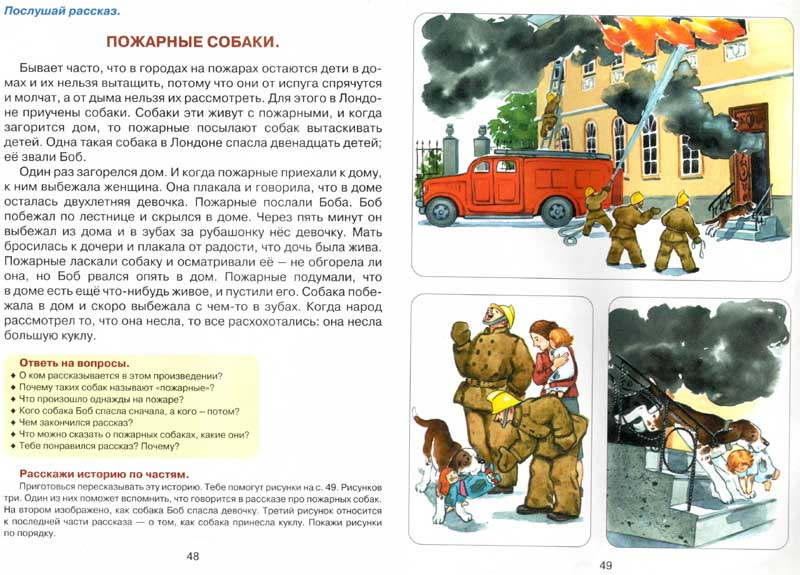 Послушай рассказ.
ПОЖАРНЫЕ СОБАКИ.
Бывает часто, что в городах на пожарах остаются дети в до-
мах и их нельзя вытащить, потому что они от испуга спрячутся
и молчат, а от дыма нельзя их рассмотреть. Для этого в Лондо-
не приучены собаки. Собаки эти живут с пожарными, и когда
загорится дом, то пожарные посылают собак вытаскивать
детей. Одна такая собака в Лондоне спасла двенадцать детей;
её звали Боб.
Один раз загорелся дом. И когда пожарные приехали к дому,
к ним выбежала женщина. Она плакала и говорила, что в доме
осталась двухлетняя девочка. Пожарные послали Боба. Боб
побежал по лестнице и скрылся в доме. Через пять минут он
выбежал из дома и в зубах за рубашонку нёс девочку. Мать
бросилась к дочери и плакала от радости, что дочь была жива.
Пожарные ласкали собаку и осматривали её – не обгорела ли
она, но Боб рвался опять в дом. Пожарные подумали, что
в доме есть ещё что-нибудь живое, и пустили его. Собака побе-
жала в дом и скоро выбежала с чем-то в зубах. Когда народ
рассмотрел то, что она несла, то все расхохотались: она несла
большую куклу.
Ответь на вопросы.
♦ О ком рассказывается в этом произведении?
♦ Почему таких собак называют «пожарные»?
♦ Что произошло однажды на пожаре?
♦ Кого собака Боб спасла сначала, а кого – потом?
♦ Чем закончился рассказ?
♦ Что можно сказать о пожарных собаках, какие они?
♦ Тебе понравился рассказ? Почему?
Расскажи историю по частям.
Приготовься пересказывать эту историю. Тебе помогут рисунки на с. 49. Рисунков
три. Один из них поможет вспомнить, что говорится в рассказе про пожарных собак.
На втором изображено, как собака Боб спасла девочку. Третий рисунок относится
к последней части рассказа — о том, как собака принесла куклу. Покажи рисунки
по порядку.
48
49